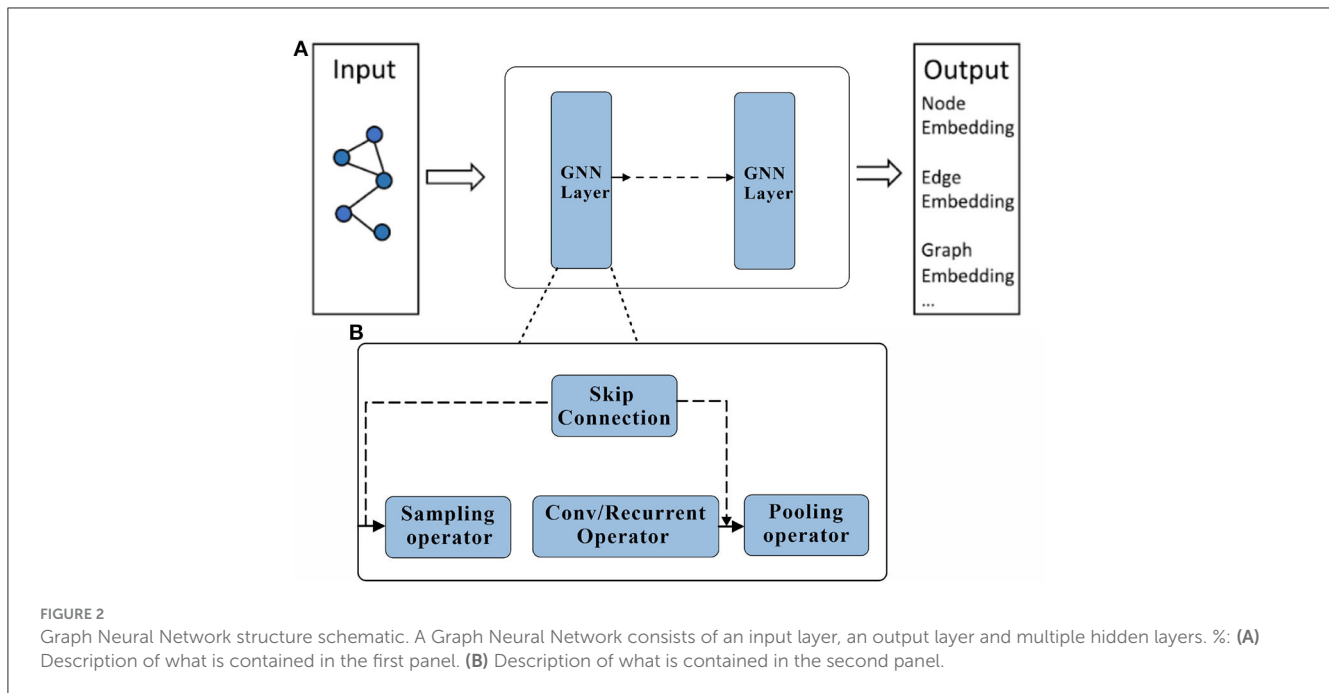 A
Input
GNN
Layer
GNN
Layer
Output
Node
Embedding
Edge
Embedding
Graph
Embedding
...
B
Skip
Connection
Sampling
operator
Conv/Recurrent
Operator
Pooling
operator
FIGURE 2
Graph Neural Network structure schematic. A Graph Neural Network consists of an input layer, an output layer and multiple hidden layers. %: (A)
Description of what is contained in the first panel. (B) Description of what is contained in the second panel.